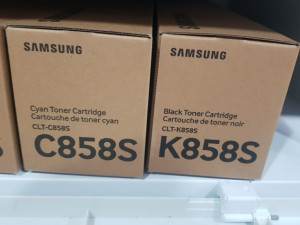 SAMSUNG
Cyan Toner Cartridge
Cartouche de toner cyan
CLT-C858S
C858S
SAMSUNG
Black Toner Cartridge
Cartouche de toner noir
CLT-K858S
K858S